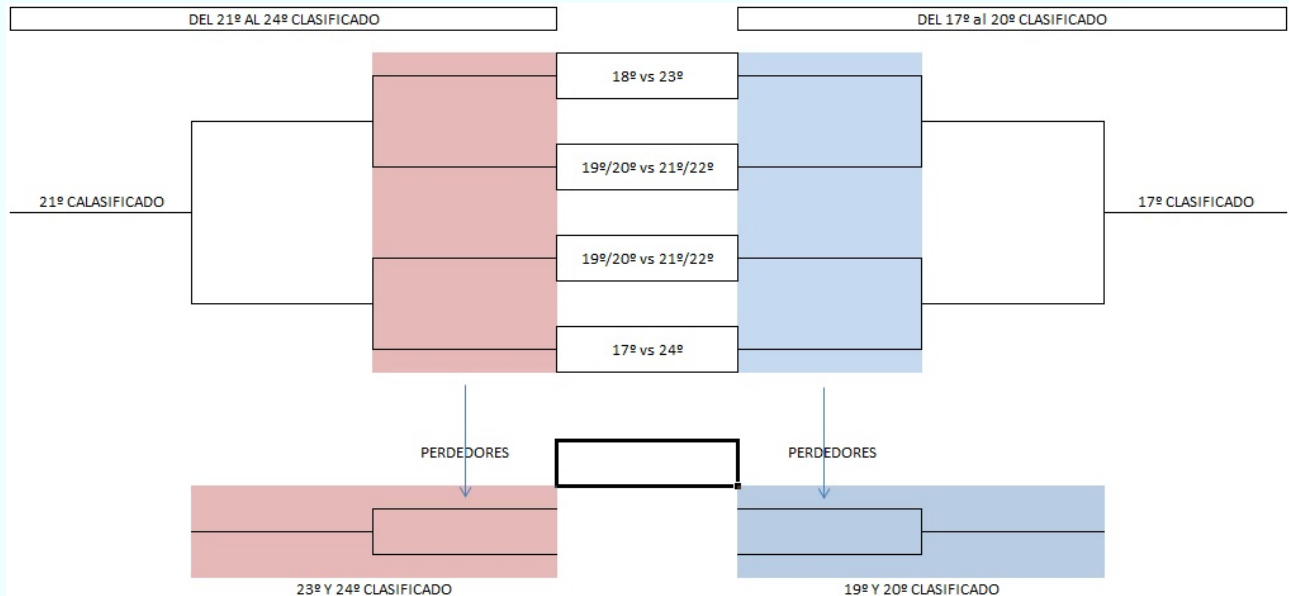 DEL 21º AL 24º CLASIFICADO
DEL 17º al 20º CLASIFICADO
18º vs 23º
19º/20º vs 21º/22º
21º CALASIFICADO
17º CLASIFICADO
19º/20º vs 21º/22º
17º vs 24º
PERDEDORES
PERDEDORES
23º Y 24º CLASIFICADO
19º Y 20º CLASIFICADO